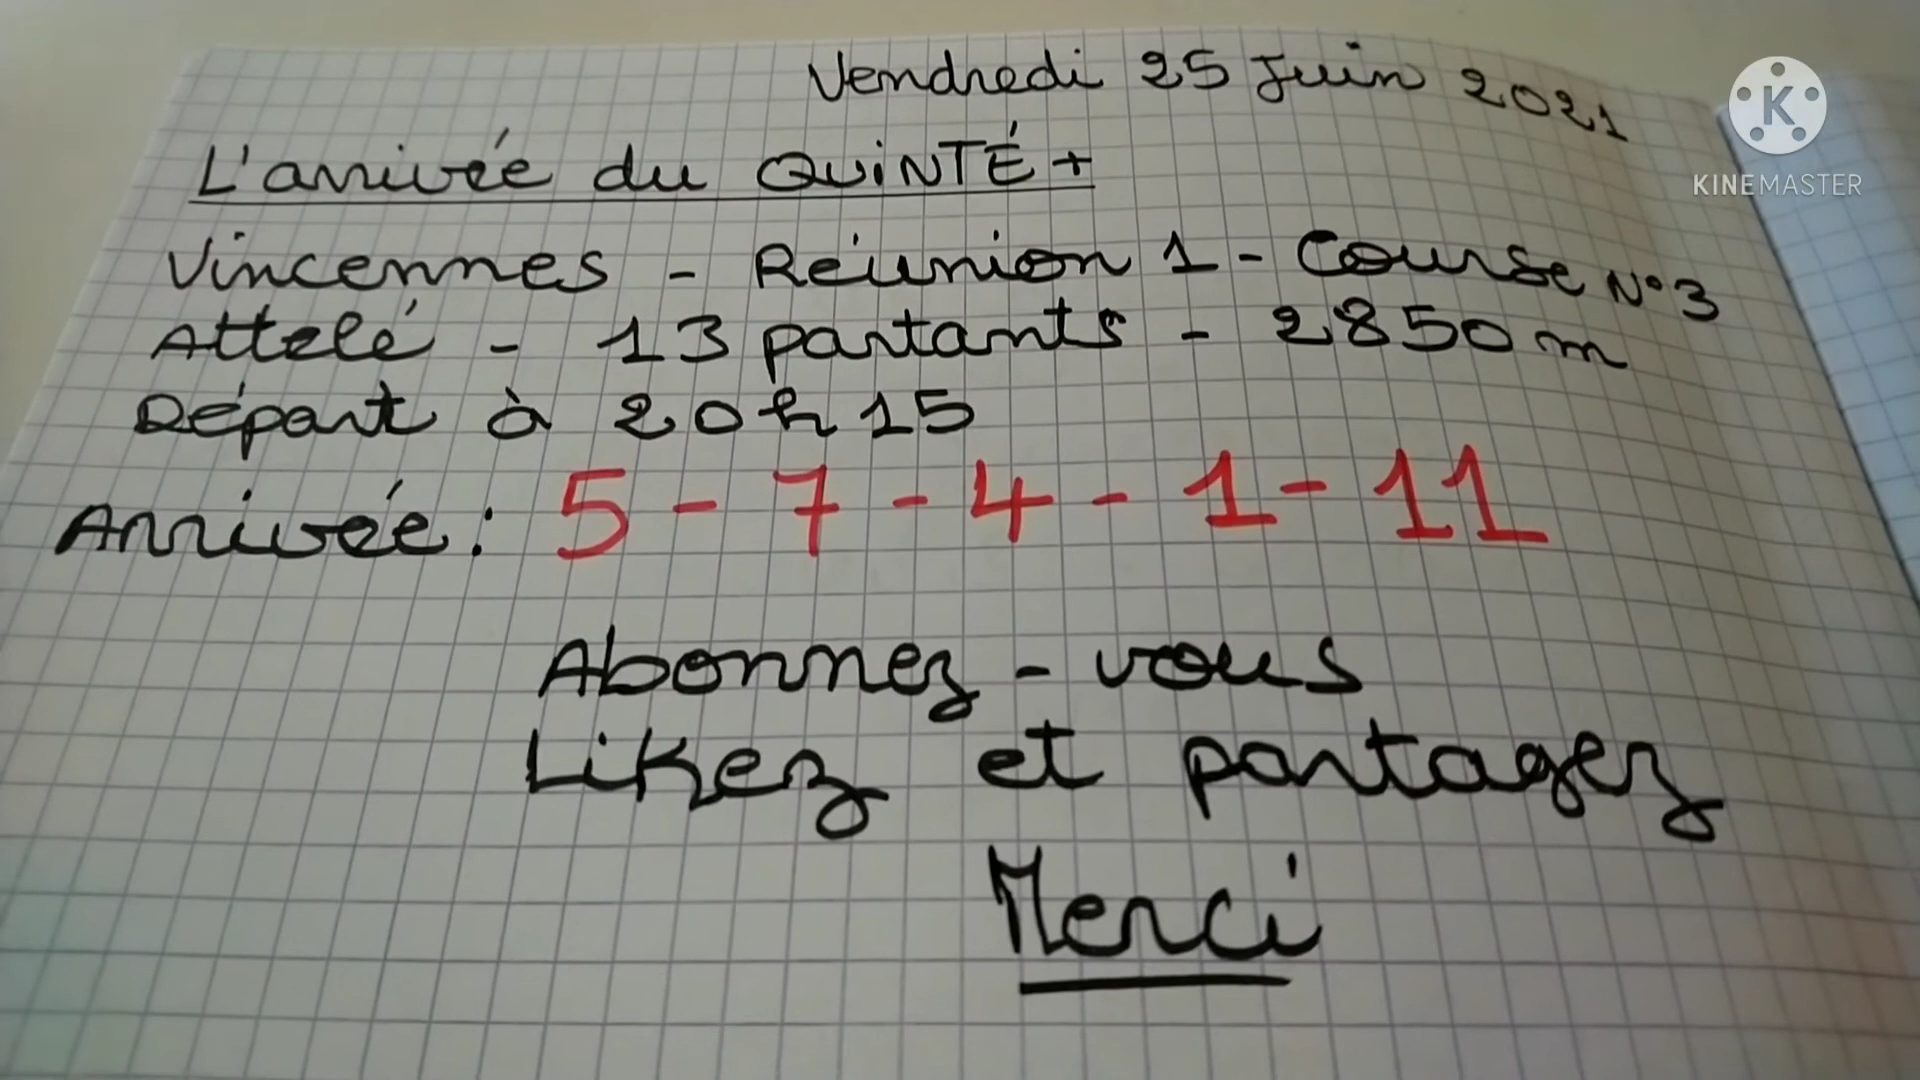 Vendredi 25 Juin 2021
L'arrivée du QUINTÉ +
Vincennes - Réunion 1 - Course N°3
Attelé - 13 partants - 2850 m
Départ à 20h15
Arrivée : 5 - 7 - 4 - 1 - 11
Abonnez - vous
Likez et partagez
Merci
K
KINEMASTER